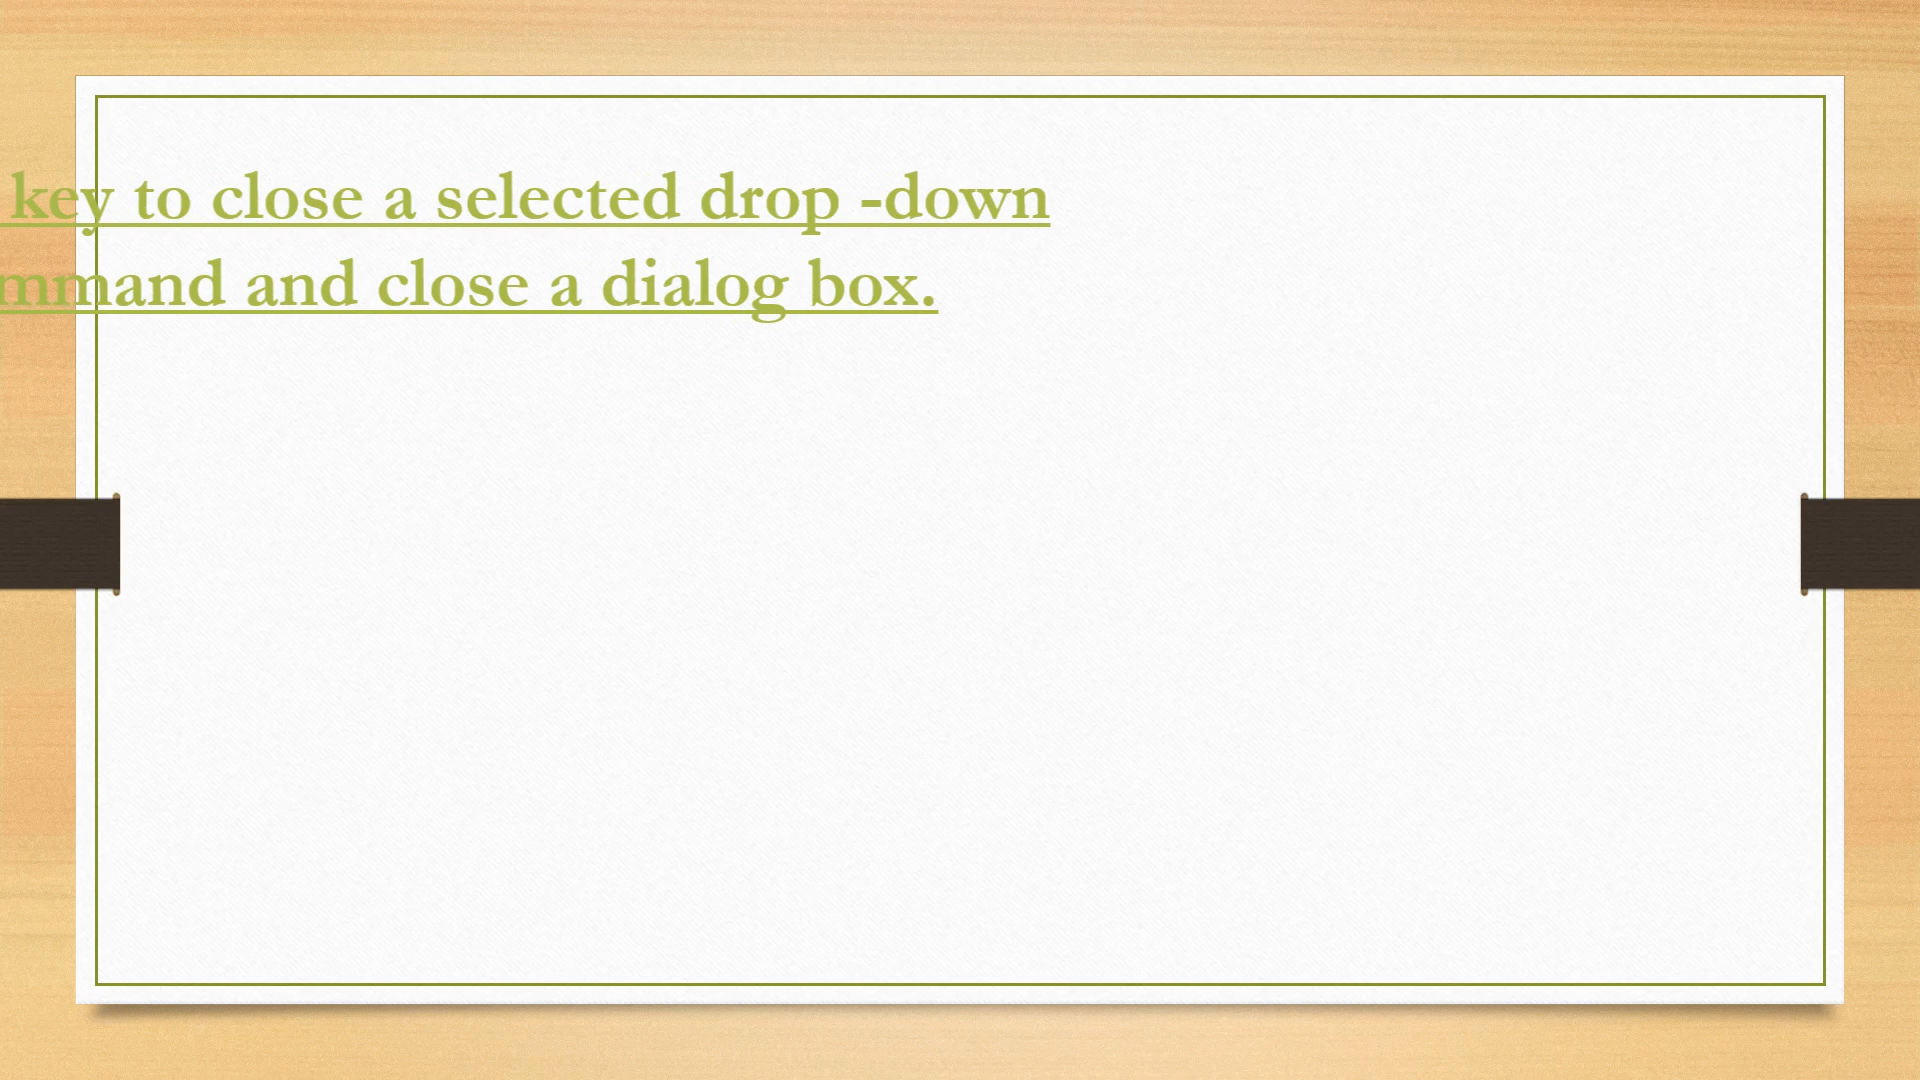 key to close a selected drop -down
mmand and close a dialog box.